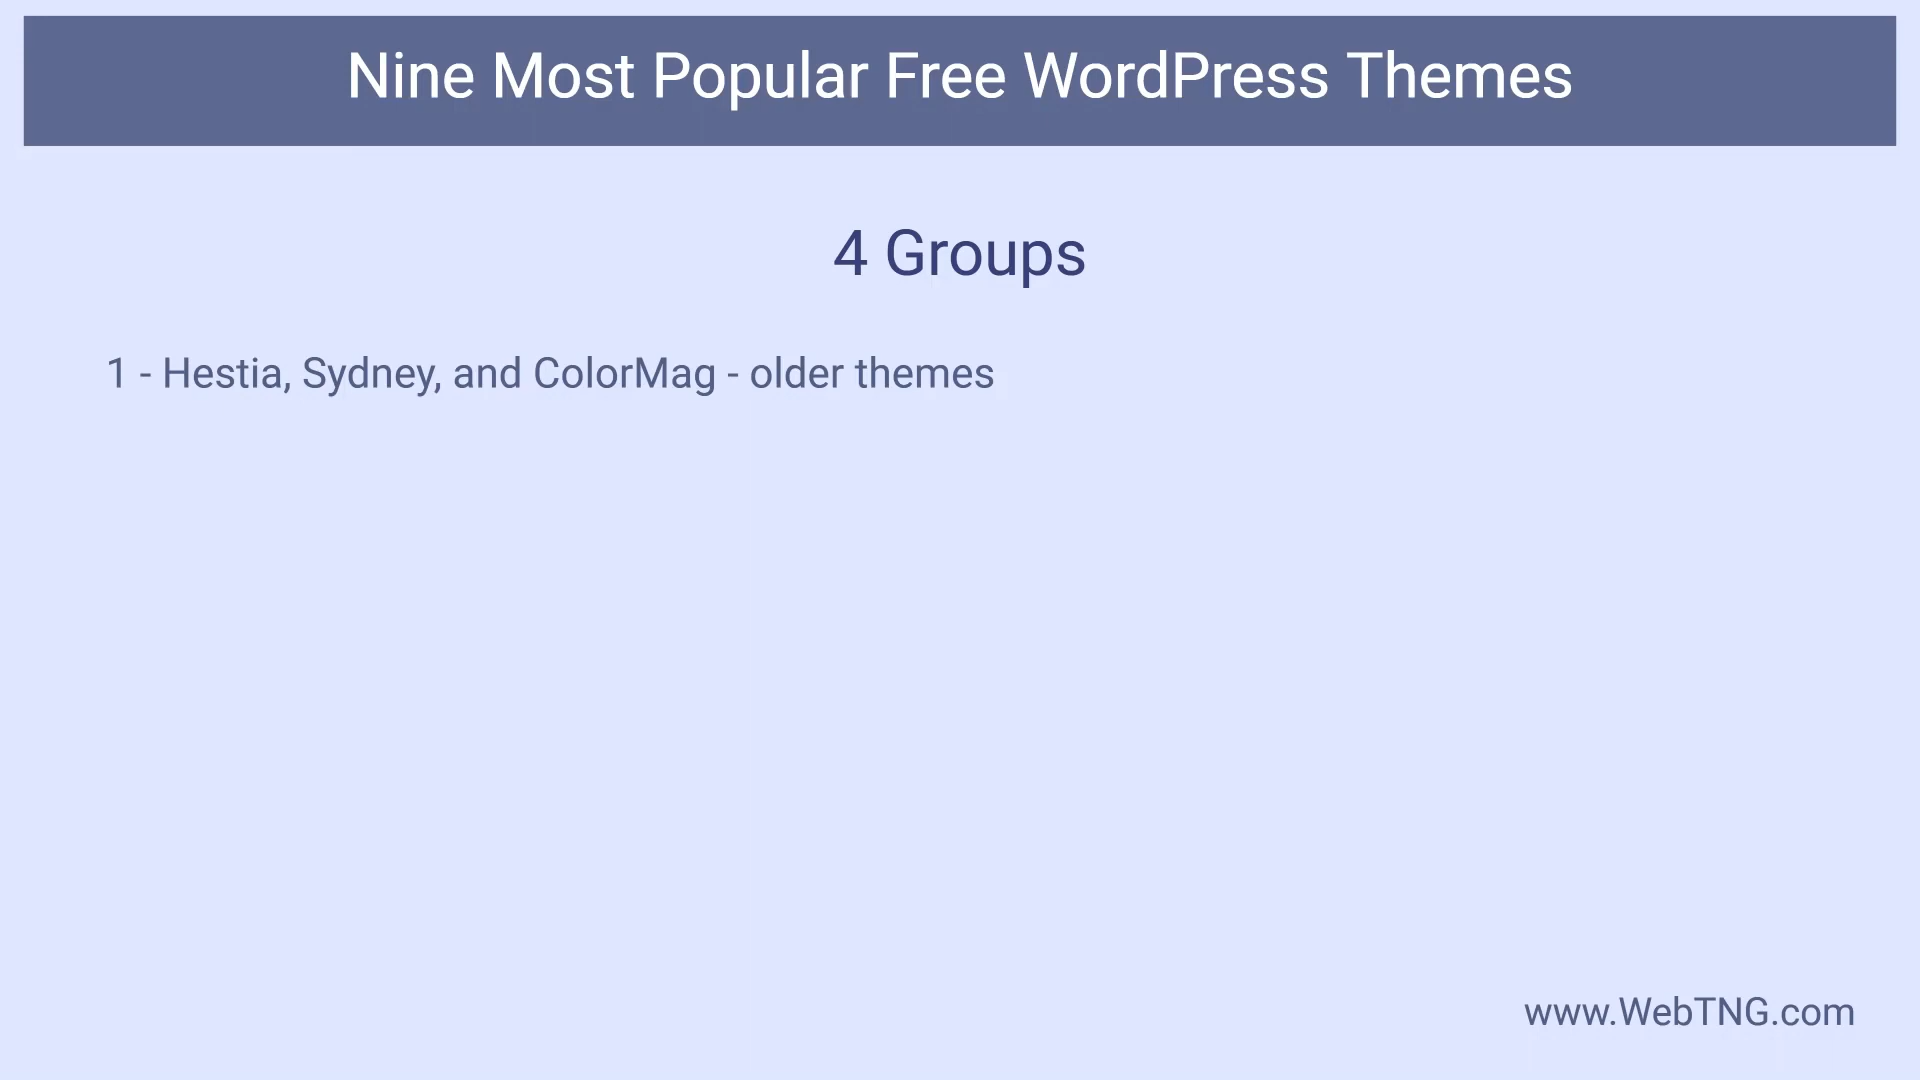 Nine Most Popular Free WordPress Themes
4 Groups
1 - Hestia, Sydney, and ColorMag - older themes
www.WebTNG.com